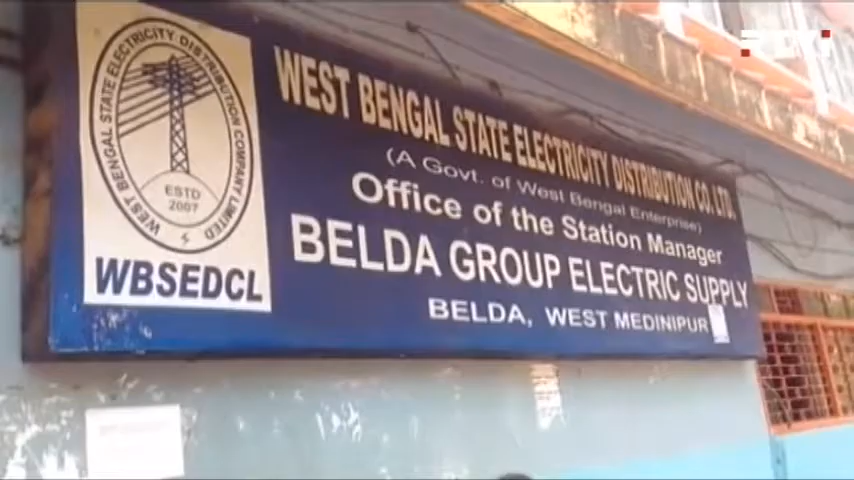 WEST BENGAL STATE ELECTRICITY DISTRIBUTION COMPANY LIMITED
ESTD
2007
WBSEDCL
WEST BENGAL STATE ELECTRICITY DISTRIBUTION CO. LTD.
(A Govt. of West Bengal Enterprise)
Office of the Station Manager
BELDA GROUP ELECTRIC SUPPLY
BELDA, WEST MEDINIPUR